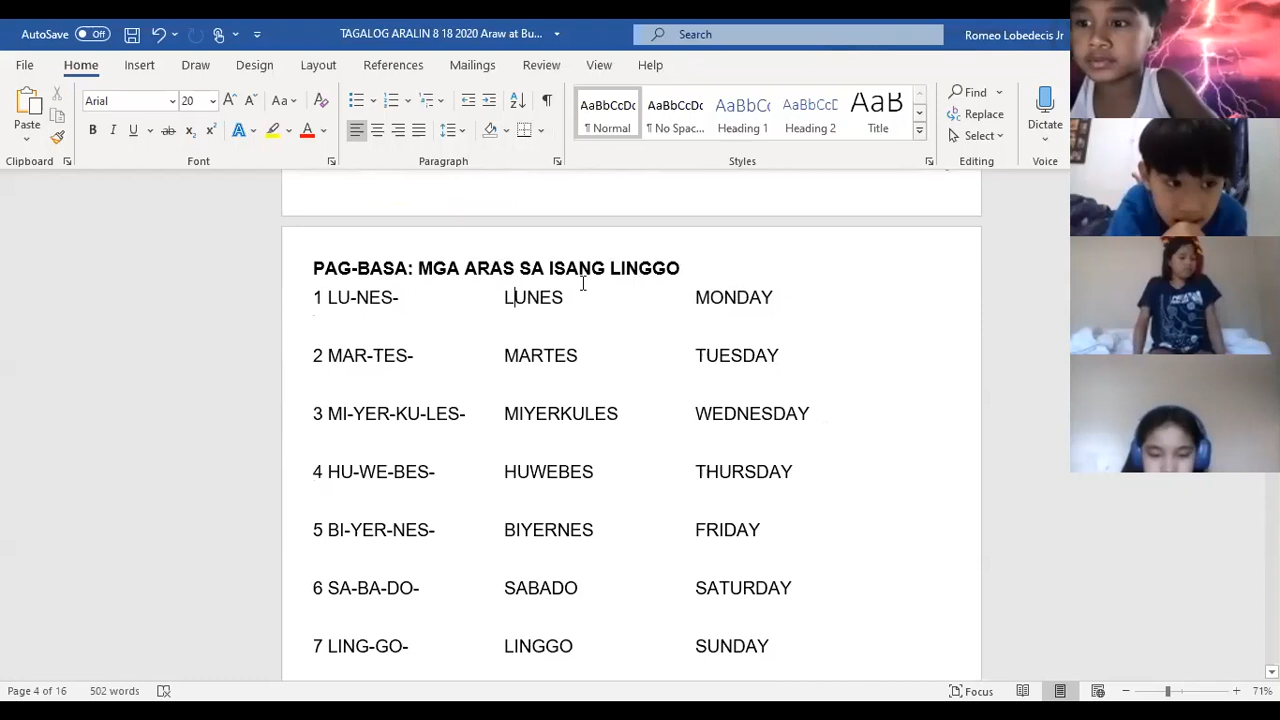 AutoSave Off TAGALOG ARALIN 8 18 2020 Araw at Bu... Search Romeo Lobedecis Jr
File Home Insert Draw Design Layout References Mailings Review View Help
Arial 20 Aa AaBbCcDc AaBbCcDc AaBbCc AaBbCcD AaB Find
Paste B I U ab x x A A ¶ Normal ¶ No Spac... Heading 1 Heading 2 Title Replace Select Dictate
Clipboard Font Paragraph Styles Editing Voice
PAG-BASA: MGA ARAS SA ISANG LINGGO
1 LU-NES- LUNES MONDAY
2 MAR-TES- MARTES TUESDAY
3 MI-YER-KU-LES- MIYERKULES WEDNESDAY
4 HU-WE-BES- HUWEBES THURSDAY
5 BI-YER-NES- BIYERNES FRIDAY
6 SA-BA-DO- SABADO SATURDAY
7 LING-GO- LINGGO SUNDAY
Page 4 of 16 502 words Focus 71%